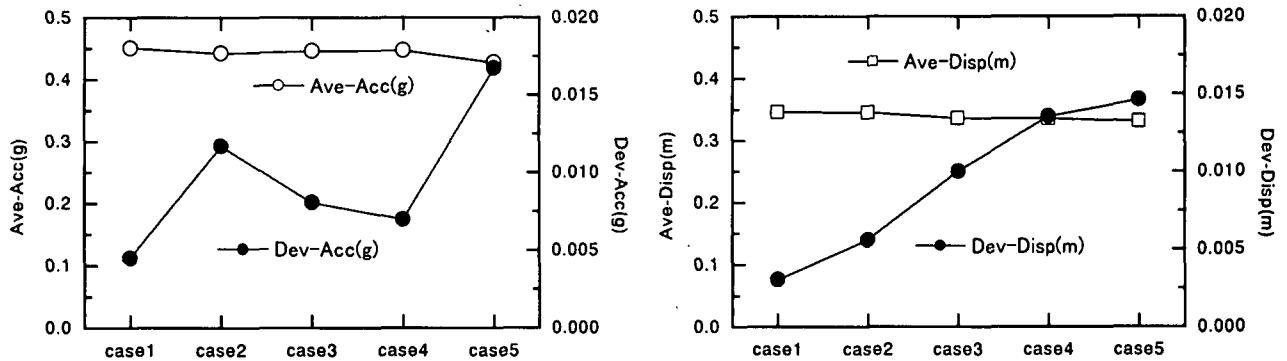 0.5
0.4
0.3
0.2
0.1
0.0
Ave-Acc(g)
Ave-Acc(g)
Dev-Acc(g)
0.020
0.015
0.010
0.005
0.000
Dev-Acc(g)
case1 case2 case3 case4 case5
0.5
0.4
0.3
0.2
0.1
0.0
Ave-Disp(m)
Ave-Disp(m)
Dev-Disp(m)
0.020
0.015
0.010
0.005
0.000
Dev-Disp(m)
case1 case2 case3 case4 case5